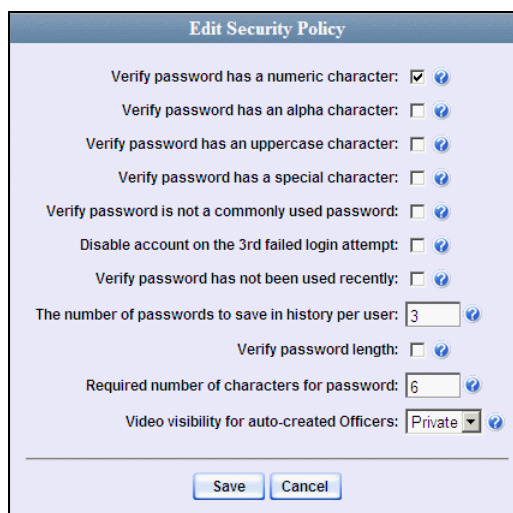 Edit Security Policy
Verify password has a numeric character:
Verify password has an alpha character:
Verify password has an uppercase character:
Verify password has a special character:
Verify password is not a commonly used password:
Disable account on the 3rd failed login attempt:
Verify password has not been used recently:
The number of passwords to save in history per user: 3
Verify password length:
Required number of characters for password: 6
Video visibility for auto-created Officers: Private
Save Cancel